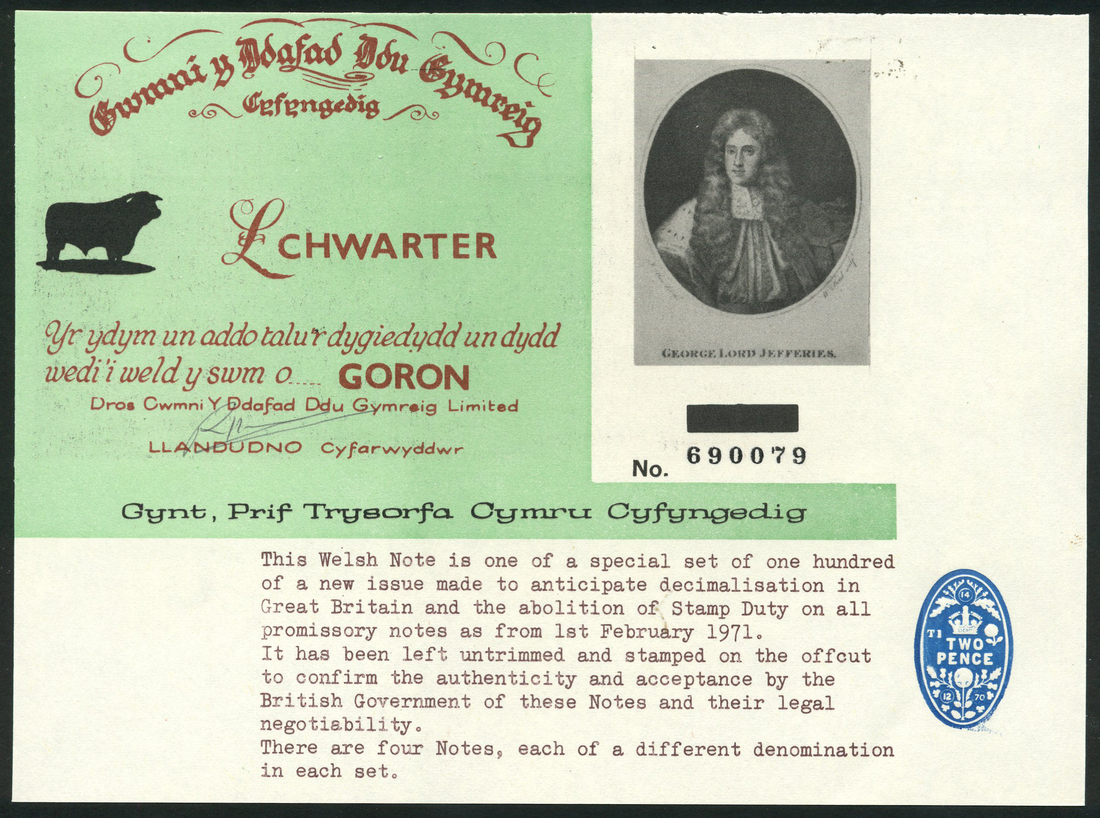 Cwmni y Ddafad Ddu Gymreig
Cyfyngedig
£ CHWARTER
Yr ydym un addo talu'r dygiedydd un dydd
wedi'i weld y swm o..... GORON
Dros Cwmni Y Ddafad Ddu Gymreig Limited
LLANDUDNO Cyfarwyddwr
GEORGE LORD JEFFERIES.
No. 690079
Gynt, Prif Trysorfa Cymru Cyfyngedig
This Welsh Note is one of a special set of one hundred
of a new issue made to anticipate decimalisation in
Great Britain and the abolition of Stamp Duty on all
promissory notes as from 1st February 1971.
It has been left untrimmed and stamped on the offcut
to confirm the authenticity and acceptance by the
British Government of these Notes and their legal
negotiability.
There are four Notes, each of a different denomination
in each set.
14
T1
TWO
PENCE
12 70